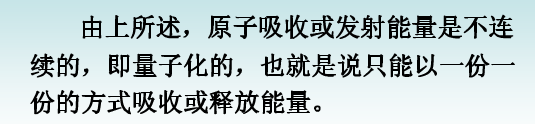 由上所述，原子吸收或发射能量是不连
续的，即量子化的，也就是说只能以一份一
份的方式吸收或释放能量。